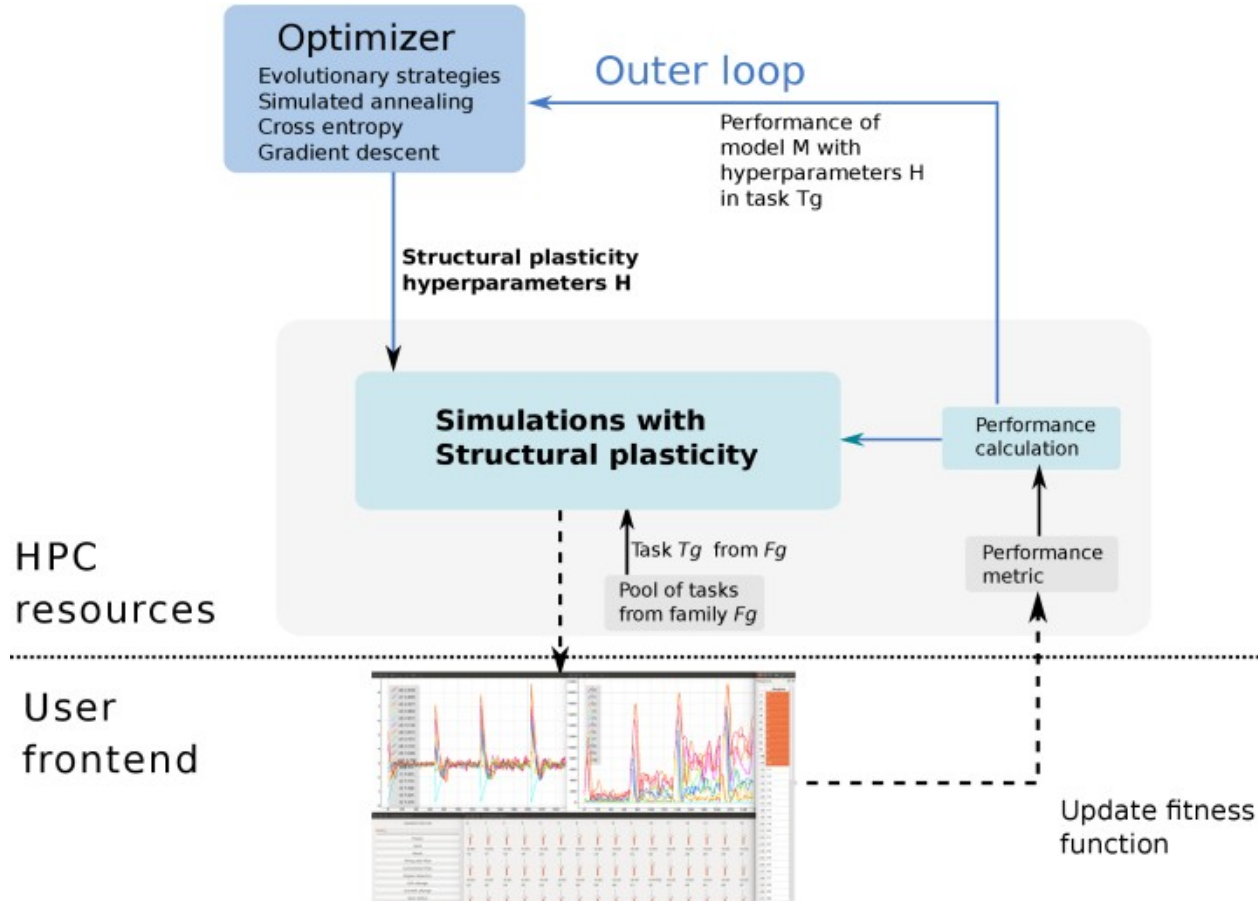 Optimizer
Evolutionary strategies
Simulated annealing
Cross entropy
Gradient descent
Outer loop
Performance of
model M with
hyperparameters H
in task Tg
Structural plasticity
hyperparameters H
Simulations with
Structural plasticity
Performance
calculation
Task Tg from Fg
Pool of tasks
from family Fg
Performance
metric
HPC
resources
User
frontend
Update fitness
function